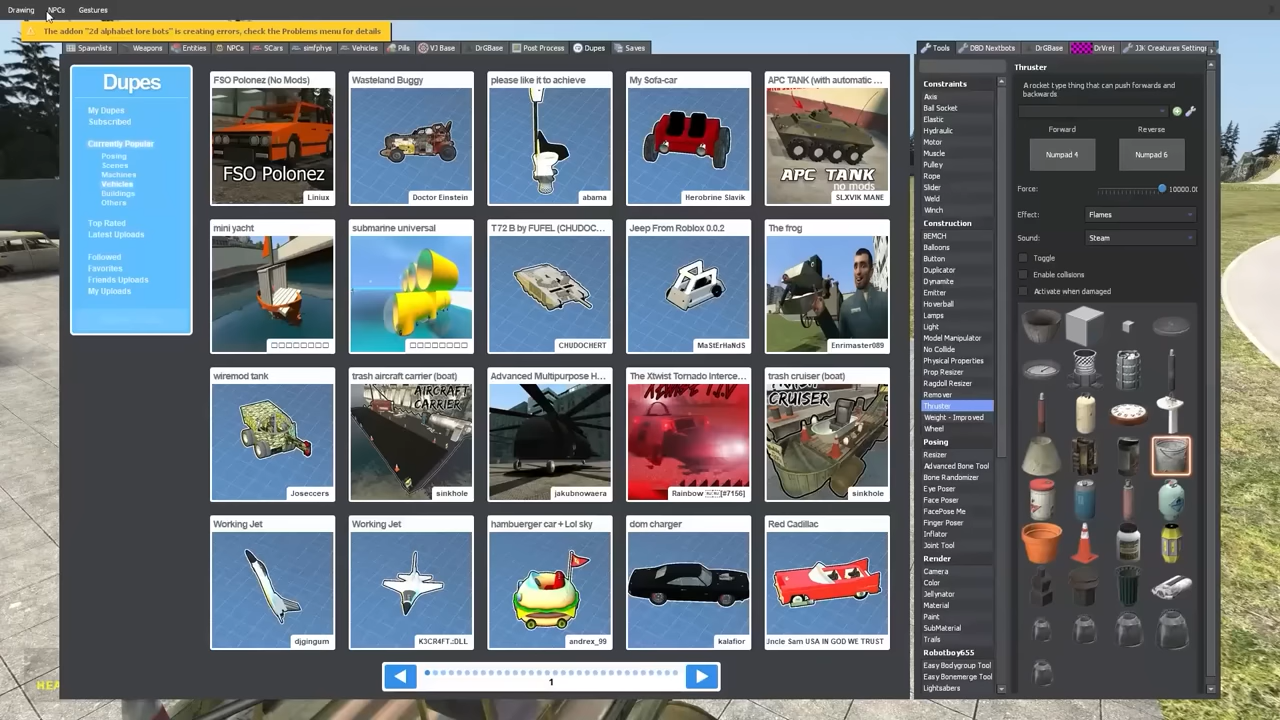 Drawing
NPCs
Gestures
The addon "2d alphabet lore bots" is creating errors, check the Problems menu for details
Spawnlists
Weapons
Entities
NPCs
SCars
simfphys
Vehicles
Pills
VJ Base
DrGBase
Post Process
Dupes
Saves
Tools
DBD Nextbots
DrGBase
DrVrej
JJK Creatures Settings
Dupes
My Dupes
Subscribed
Currently Popular
Posing
Scenes
Machines
Vehicles
Buildings
Others
Top Rated
Latest Uploads
Followed
Favorites
Friends Uploads
My Uploads
FSO Polonez (No Mods)
FSO Polonez
Liniux
Wasteland Buggy
Doctor Einstein
please like it to achieve
abama
My Sofa-car
Herobrine Slavik
APC TANK (with automatic ...
APC TANK
no mods
SLXVIK MANE
mini yacht
submarine universal
T72 B by FUFEL (CHUDOC...
CHUDOCHERT
Jeep From Roblox 0.0.2
MaStErHaNdS
The frog
Enrimaster089
wiremod tank
Joseccers
trash aircraft carrier (boat)
AIRCRAFT
CARRIER
sinkhole
Advanced Multipurpose H...
jakubnowaera
The Xtwist Tornado Interce...
trash cruiser (boat)
CRUISER
sinkhole
Working Jet
djgingum
Working Jet
K3CR4FT.:DLL
hambuerger car + Lol sky
andrex_99
dom charger
kalafior
Red Cadillac
Uncle Sam USA IN GOD WE TRUST
1
Constraints
Axis
Ball Socket
Elastic
Hydraulic
Motor
Muscle
Pulley
Rope
Slider
Weld
Winch
Construction
BEMCH
Balloons
Button
Duplicator
Dynamite
Emitter
Hoverball
Lamps
Light
Model Manipulator
No Collide
Physical Properties
Prop Resizer
Ragdoll Resizer
Remover
Thruster
Weight - Improved
Wheel
Posing
Resizer
Advanced Bone Tool
Bone Randomizer
Eye Poser
Face Poser
FacePose Me
Finger Poser
Inflator
Joint Tool
Render
Camera
Color
Jellynator
Material
Paint
SubMaterial
Trails
Robotboy655
Easy Bodygroup Tool
Easy Bonemerge Tool
Lightsabers
Thruster
A rocket type thing that can push forwards and
backwards
Forward
Reverse
Numpad 4
Numpad 6
Force:
10000.0
Effect:
Flames
Sound:
Steam
Toggle
Enable collisions
Activate when damaged